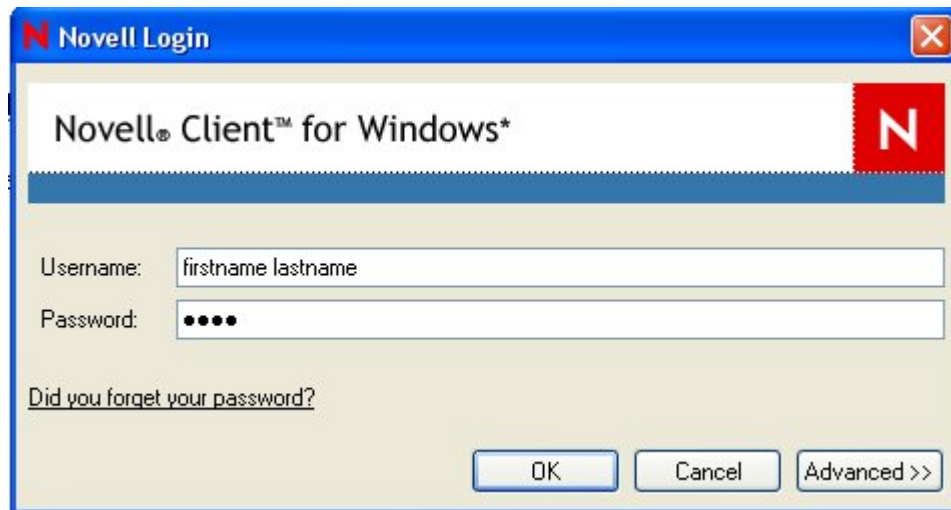 N Novell Login
Novell® Client™ for Windows*
N
Username: firstname lastname
Password: ••••
Did you forget your password?
OK Cancel Advanced >>